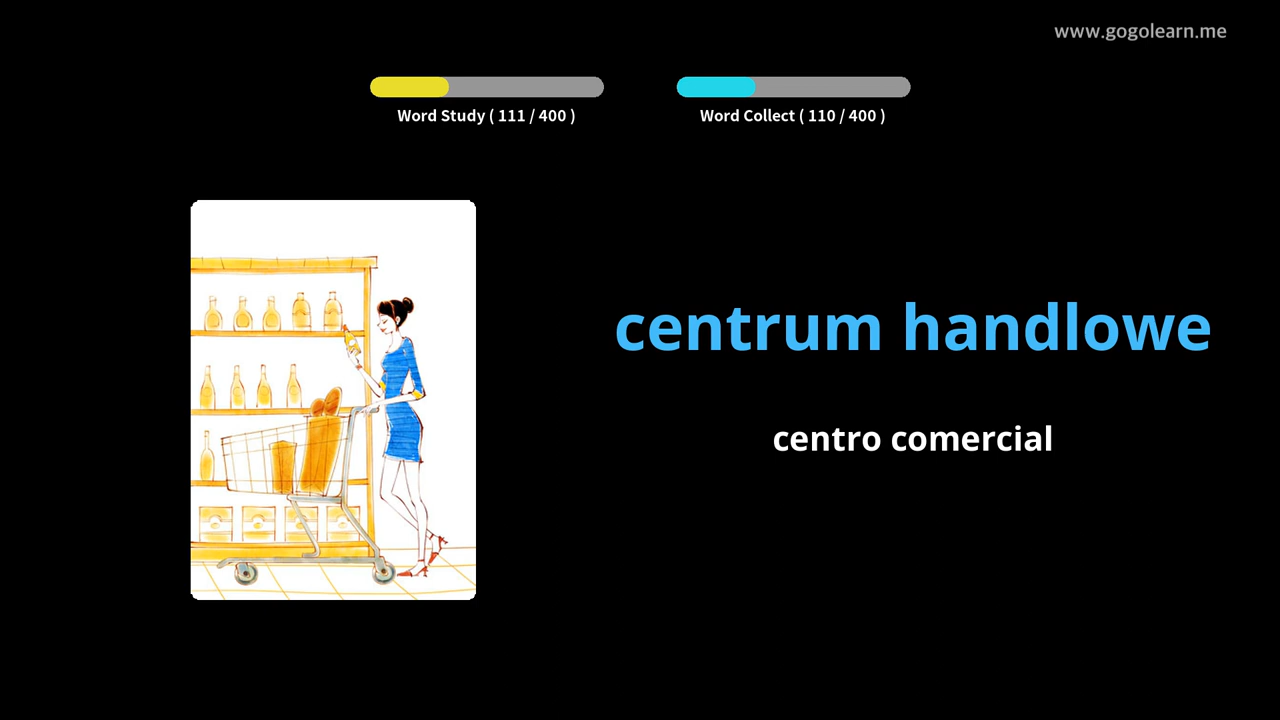 www.gogolearn.me
Word Study ( 111 / 400 )
Word Collect ( 110 / 400 )
centrum handlowe
centro comercial